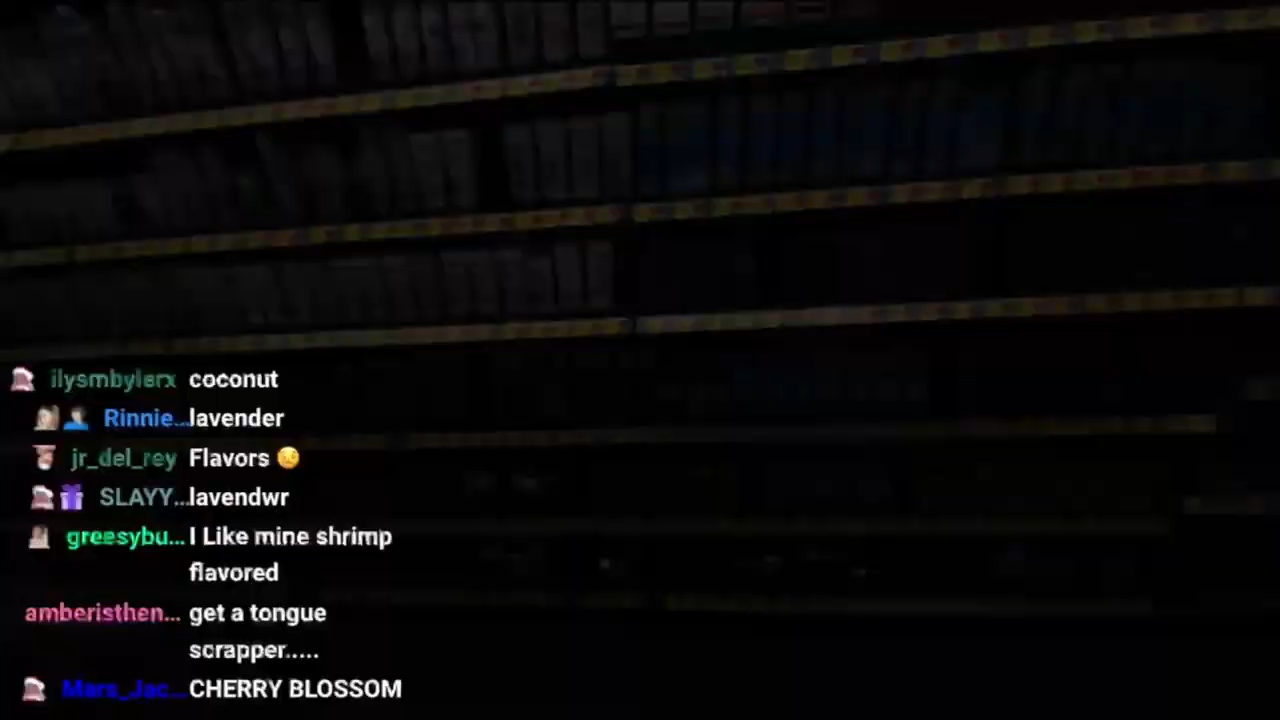 ilysmbylerx coconut
Rinnie... lavender
jr_del_rey Flavors 😟
SLAYY... lavendwr
greesybu... I Like mine shrimp
flavored
amberisthen... get a tongue
scrapper.....
Mars_Jac... CHERRY BLOSSOM